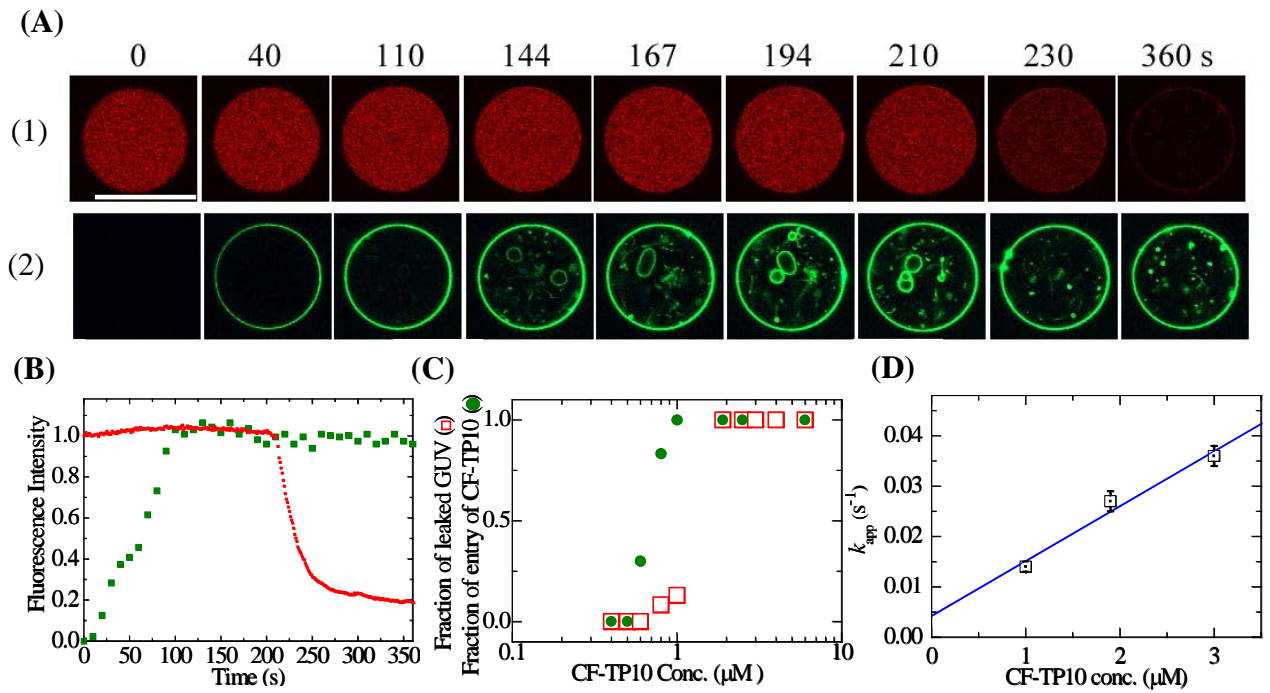 (A)
0 40 110 144 167 194 210 230 360 s
(1)
(2)
(B)
Fluorescence Intensity
1.0
0.8
0.6
0.4
0.2
0.0
0 50 100 150 200 250 300 350
Time (s)
(C)
Fraction of leaked GUV (□)
Fraction of entry of CF-TP10 (●)
1.0
0.5
0.0
0.1 1 10
CF-TP10 Conc. (μM )
(D)
k app (s⁻¹)
0.04
0.03
0.02
0.01
0.00
0 1 2 3
CF-TP10 conc. (μM)